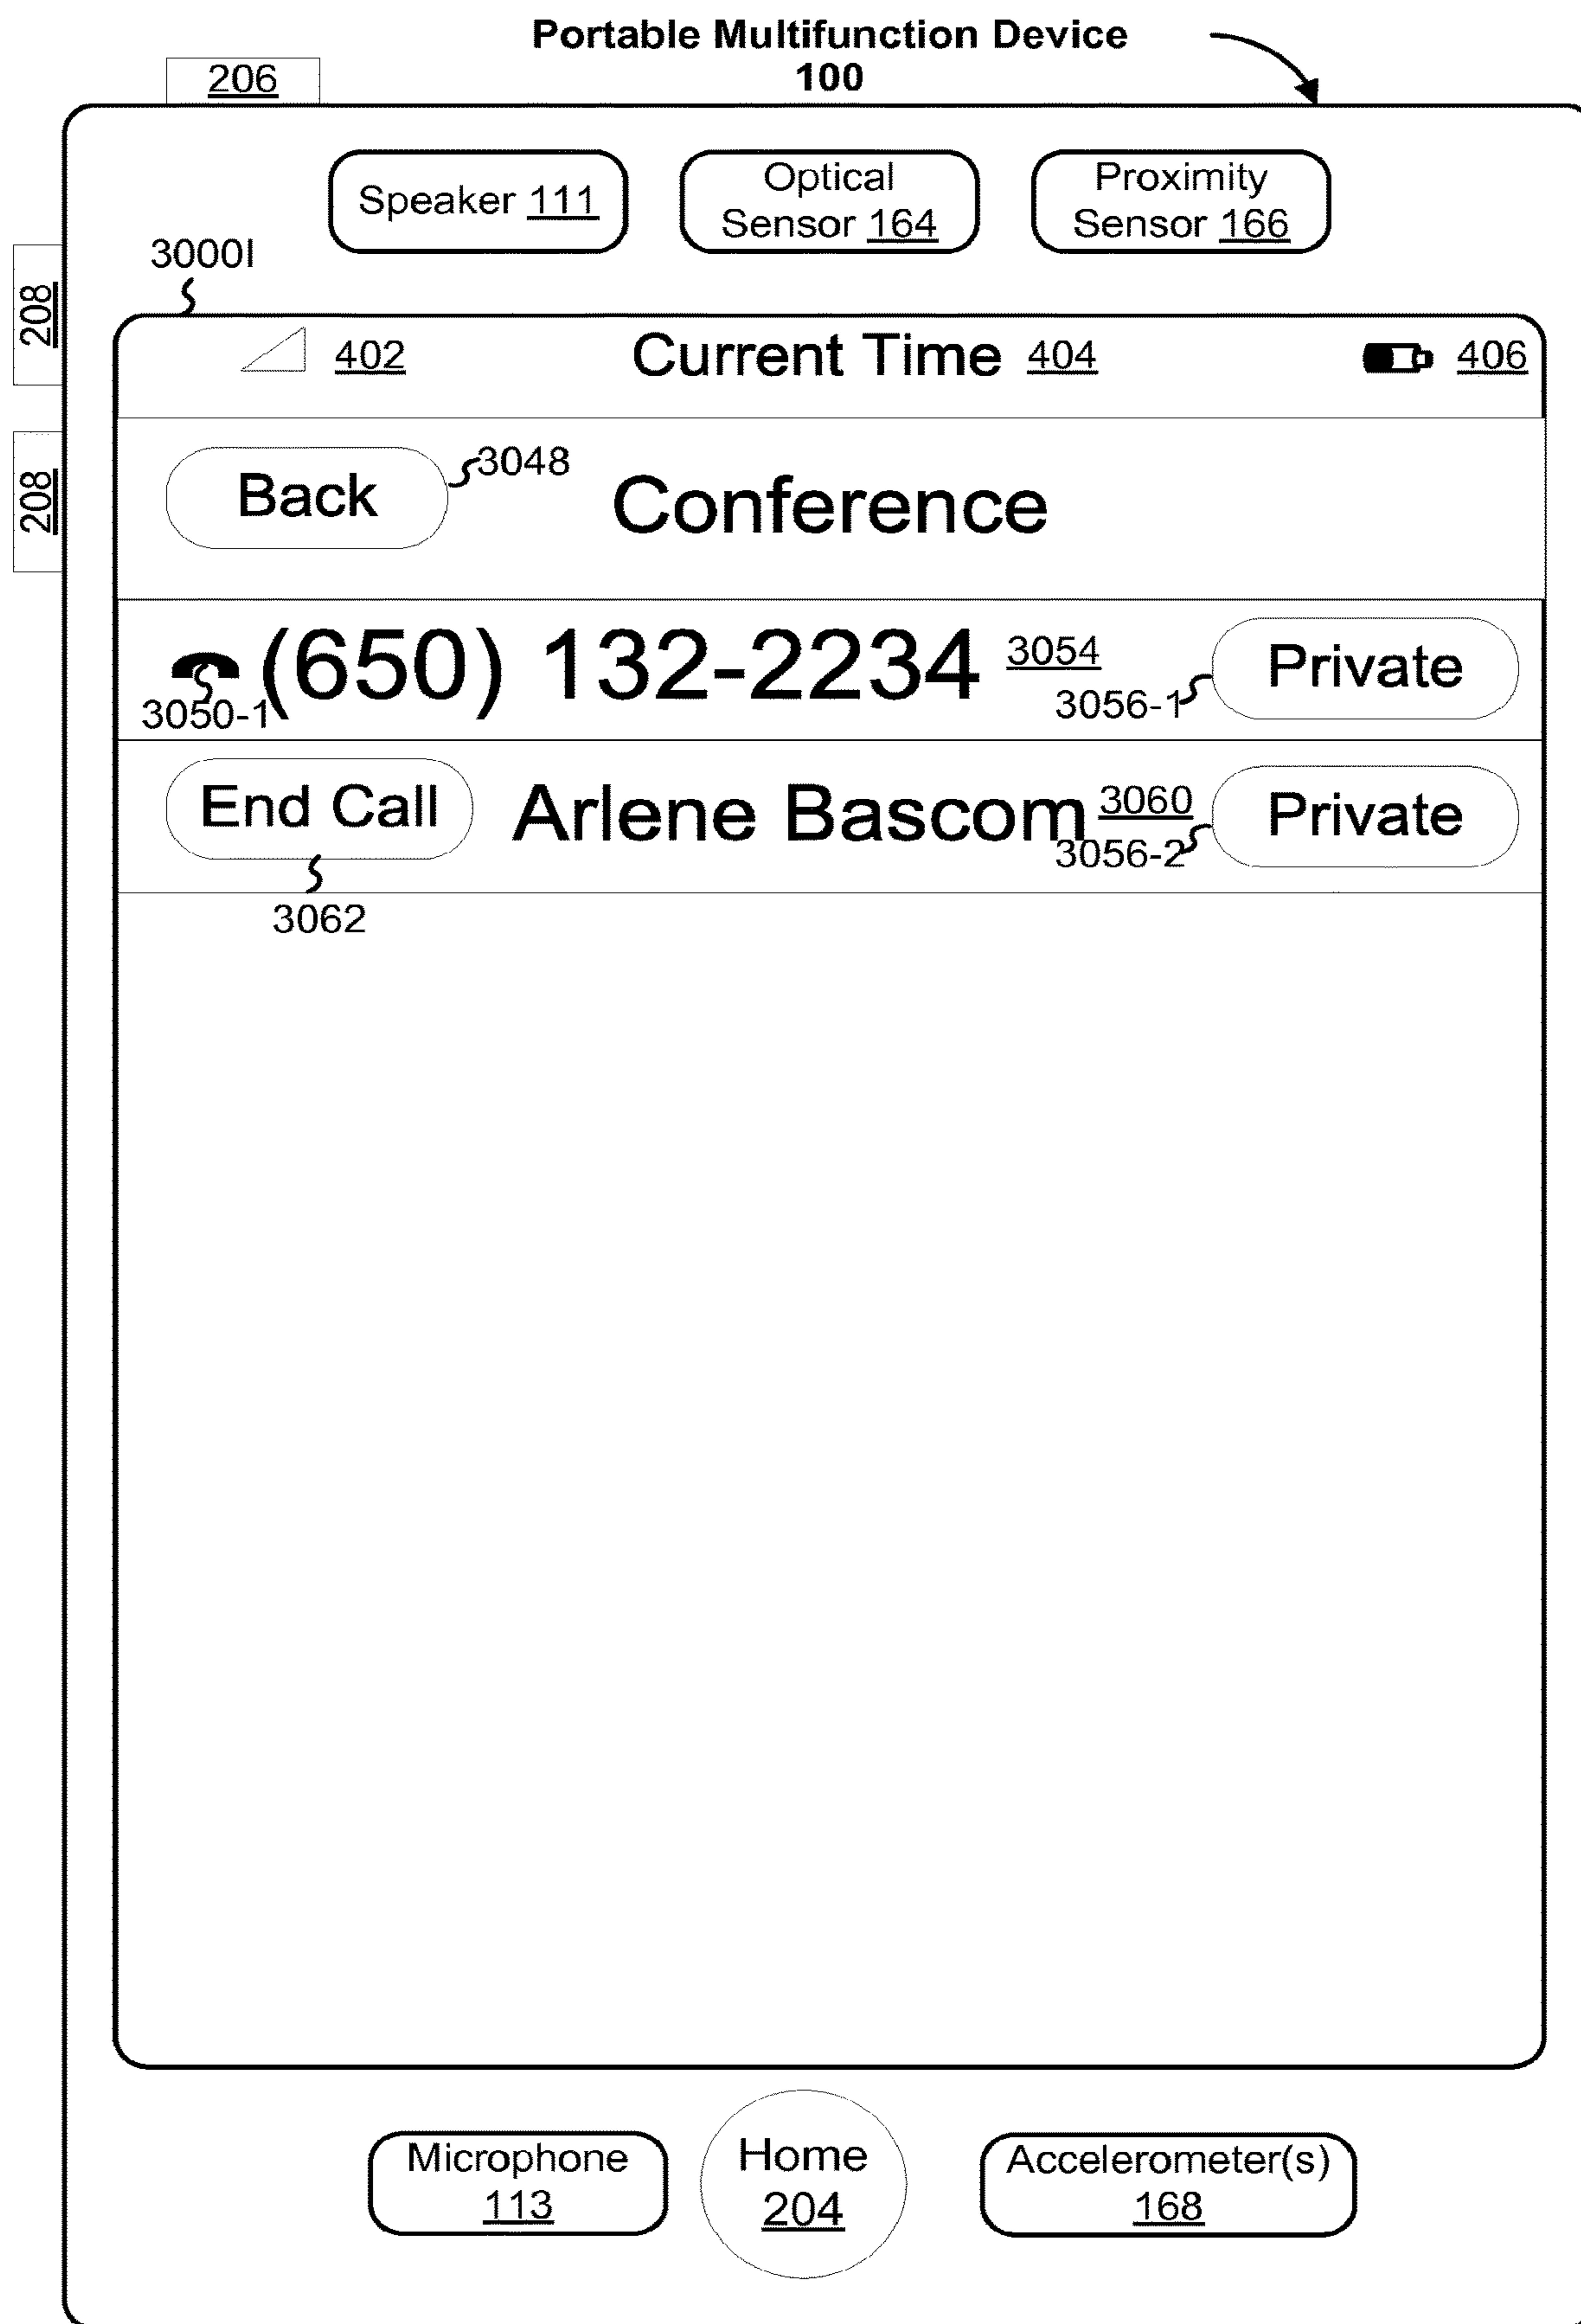 Portable Multifunction Device
100
206
Speaker 111
Optical
Sensor 164
Proximity
Sensor 166
3000I
208
402
Current Time 404
406
208
Back
3048
Conference
(650) 132-2234
3054
Private
3050-1
3056-1
End Call
Arlene Bascom
3060
Private
3056-2
3062
Microphone
113
Home
204
Accelerometer(s)
168